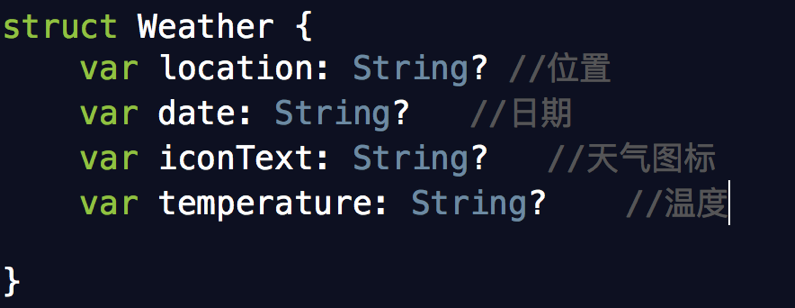 struct Weather {
    var location: String? //位置
    var date: String?   //日期
    var iconText: String?   //天气图标
    var temperature: String?    //温度
}